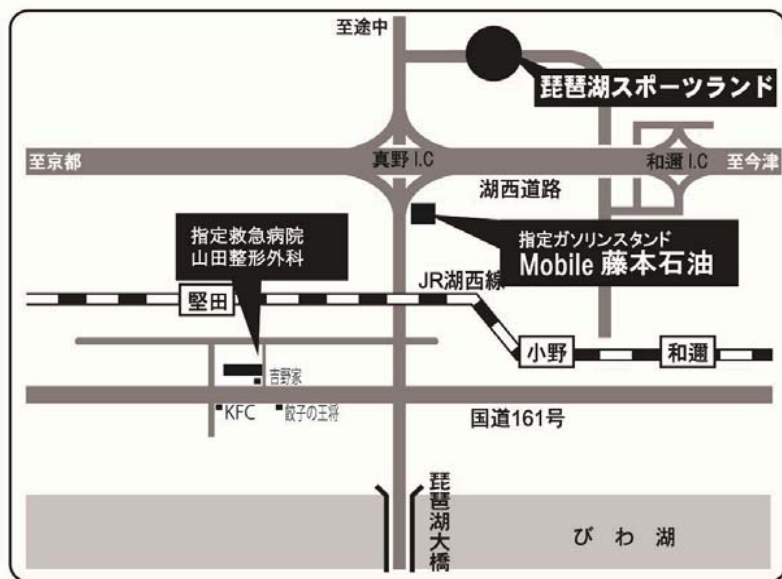 至途中
琵琶湖スポーツランド
至京都
真野 I.C
和邇 I.C
至今津
湖西道路
指定救急病院
山田整形外科
指定ガソリンスタンド
Mobile 藤本石油
JR湖西線
堅田
小野
和邇
吉野家
KFC
餃子の王将
国道161号
琵琶湖大橋
びわ湖